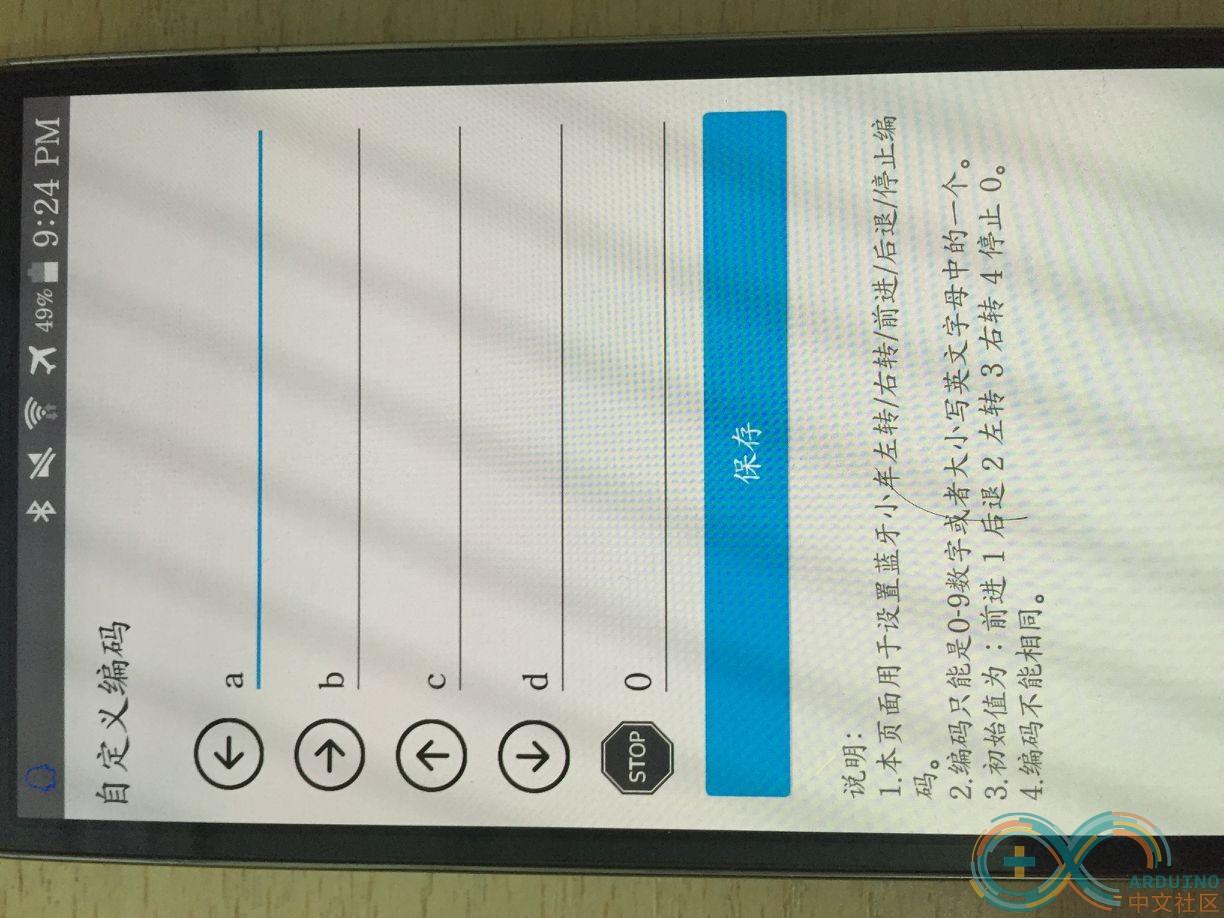 49% 9:24 PM
自定义编码
a
b
c
d
STOP 0
保存
说明：
1.本页面用于设置蓝牙小车左转/右转/前进/后退/停止编
码。
2.编码只能是0-9数字或者大小写英文字母中的一个。
3.初始值为：前进 1 后退 2 左转 3 右转 4 停止 0。
4.编码不能相同。
ARDUINO
中文社区